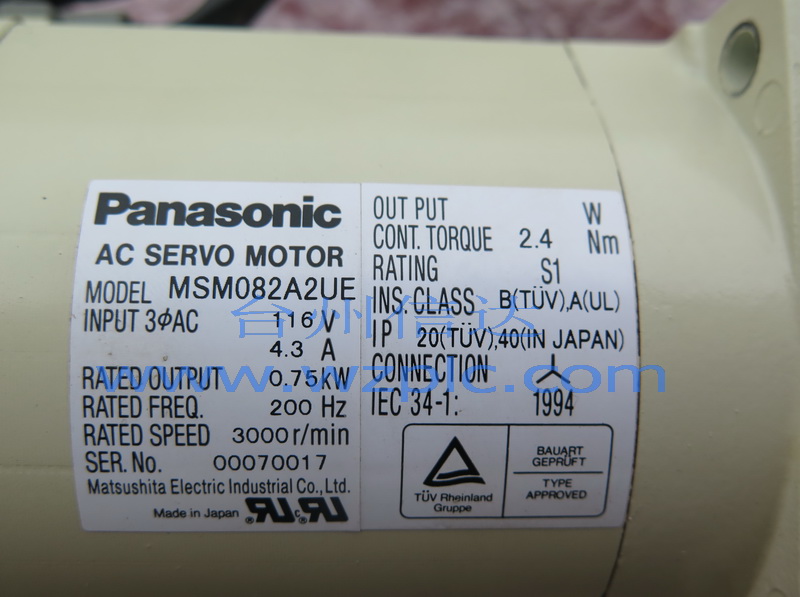 Panasonic
AC SERVO MOTOR
MODEL MSM082A2UE
INPUT 3ϕAC 116 V
4.3 A
RATED OUTPUT 0.75kW
RATED FREQ. 200 Hz
RATED SPEED 3000r/min
SER. No. 00070017
Matsushita Electric Industrial Co., Ltd.
Made in Japan
OUT PUT W
CONT. TORQUE 2.4 Nm
RATING S1
INS. CLASS B(TÜV),A(UL)
IP 20(TÜV),40(IN JAPAN)
CONNECTION
IEC 34-1: 1994
TÜV Rheinland
Gruppe
BAUART
GEPRÜFT
TYPE
APPROVED
台州信达
www.wzplc.com